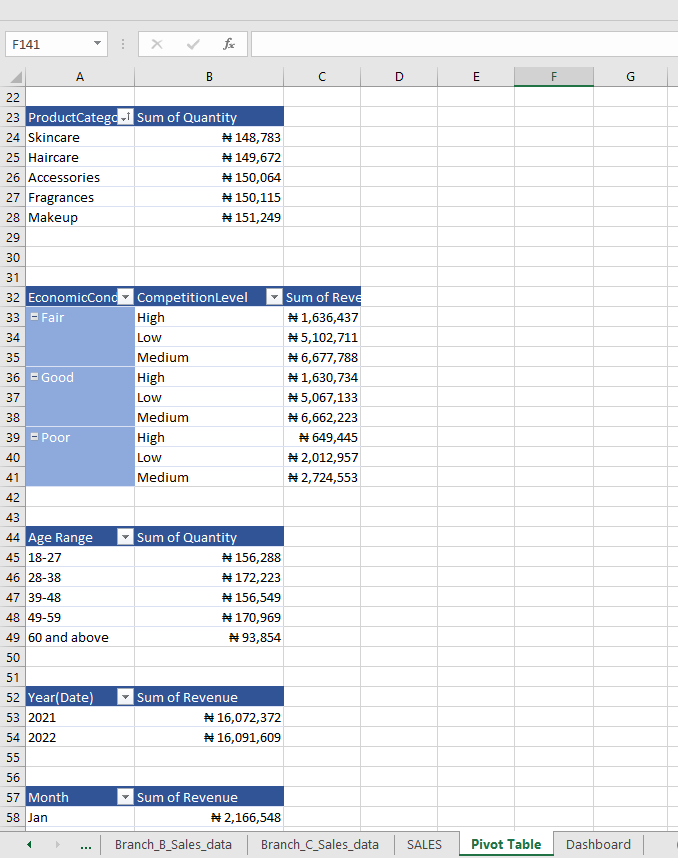 F141
fx
A B C D E F G
22
23 ProductCatego Sum of Quantity
24 Skincare ₦ 148,783
25 Haircare ₦ 149,672
26 Accessories ₦ 150,064
27 Fragrances ₦ 150,115
28 Makeup ₦ 151,249
29
30
31
32 EconomicCond CompetitionLevel Sum of Reve
33 Fair High ₦ 1,636,437
34 Low ₦ 5,102,711
35 Medium ₦ 6,677,788
36 Good High ₦ 1,630,734
37 Low ₦ 5,067,133
38 Medium ₦ 6,662,223
39 Poor High ₦ 649,445
40 Low ₦ 2,012,957
41 Medium ₦ 2,724,553
42
43
44 Age Range Sum of Quantity
45 18-27 ₦ 156,288
46 28-38 ₦ 172,223
47 39-48 ₦ 156,549
48 49-59 ₦ 170,969
49 60 and above ₦ 93,854
50
51
52 Year(Date) Sum of Revenue
53 2021 ₦ 16,072,372
54 2022 ₦ 16,091,609
55
56
57 Month Sum of Revenue
58 Jan ₦ 2,166,548
... Branch_B_Sales_data Branch_C_Sales_data SALES Pivot Table Dashboard